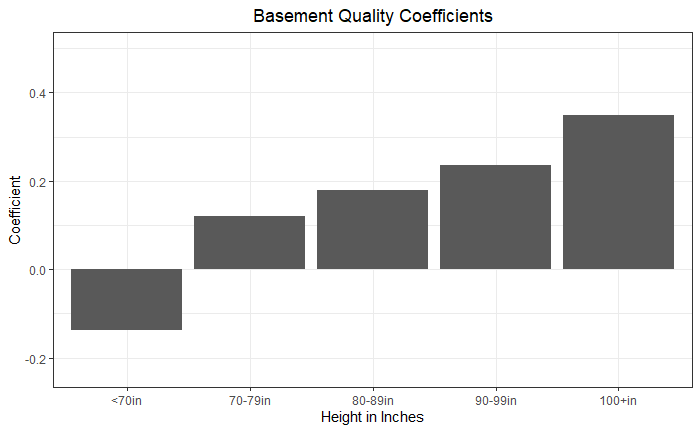 Basement Quality Coefficients
Coefficient
0.4
0.2
0.0
-0.2
<70in 70-79in 80-89in 90-99in 100+in
Height in Inches